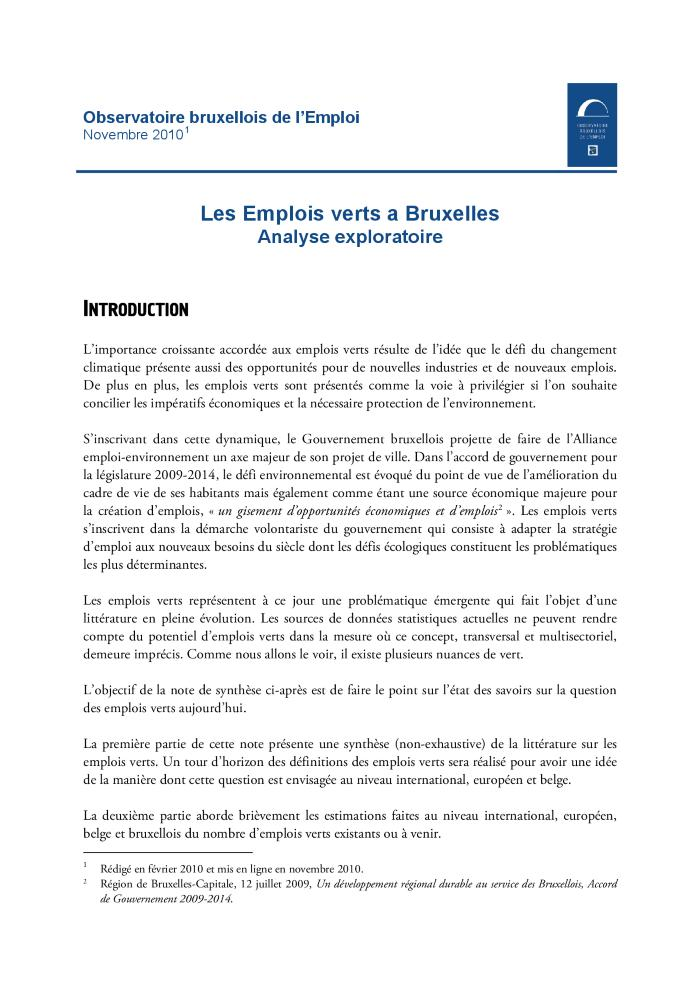 Observatoire bruxellois de l'Emploi
Novembre 2010¹
OBSERVATOIRE
BRUXELLOIS
DE L'EMPLOI
Les Emplois verts a Bruxelles
Analyse exploratoire
INTRODUCTION
L'importance croissante accordée aux emplois verts résulte de l'idée que le défi du changement
climatique présente aussi des opportunités pour de nouvelles industries et de nouveaux emplois.
De plus en plus, les emplois verts sont présentés comme la voie à privilégier si l'on souhaite
concilier les impératifs économiques et la nécessaire protection de l'environnement.
S'inscrivant dans cette dynamique, le Gouvernement bruxellois projette de faire de l'Alliance
emploi-environnement un axe majeur de son projet de ville. Dans l'accord de gouvernement pour
la législature 2009-2014, le défi environnemental est évoqué du point de vue de l'amélioration du
cadre de vie de ses habitants mais également comme étant une source économique majeure pour
la création d'emplois, « un gisement d'opportunités économiques et d'emplois² ». Les emplois verts
s'inscrivent dans la démarche volontariste du gouvernement qui consiste à adapter la stratégie
d'emploi aux nouveaux besoins du siècle dont les défis écologiques constituent les problématiques
les plus déterminantes.
Les emplois verts représentent à ce jour une problématique émergente qui fait l'objet d'une
littérature en pleine évolution. Les sources de données statistiques actuelles ne peuvent rendre
compte du potentiel d'emplois verts dans la mesure où ce concept, transversal et multisectoriel,
demeure imprécis. Comme nous allons le voir, il existe plusieurs nuances de vert.
L'objectif de la note de synthèse ci-après est de faire le point sur l'état des savoirs sur la question
des emplois verts aujourd'hui.
La première partie de cette note présente une synthèse (non-exhaustive) de la littérature sur les
emplois verts. Un tour d'horizon des définitions des emplois verts sera réalisé pour avoir une idée
de la manière dont cette question est envisagée au niveau international, européen et belge.
La deuxième partie aborde brièvement les estimations faites au niveau international, européen,
belge et bruxellois du nombre d'emplois verts existants ou à venir.
¹ Rédigé en février 2010 et mis en ligne en novembre 2010.
² Région de Bruxelles-Capitale, 12 juillet 2009, Un développement régional durable au service des Bruxellois, Accord
de Gouvernement 2009-2014.